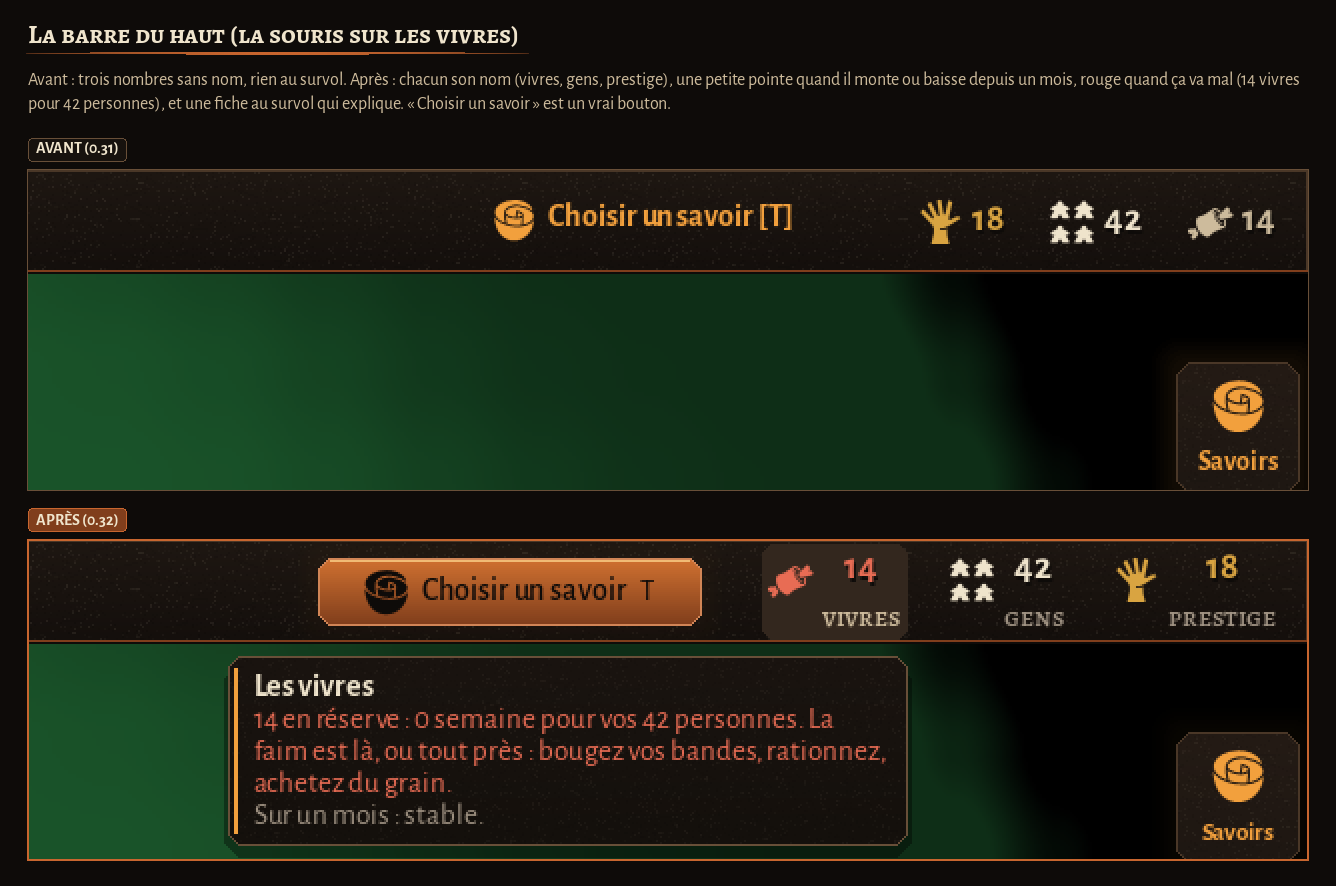 La barre du haut (la souris sur les vivres)
Avant : trois nombres sans nom, rien au survol. Après : chacun son nom (vivres, gens, prestige), une petite pointe quand il monte ou baisse depuis un mois, rouge quand ça va mal (14 vivres
pour 42 personnes), et une fiche au survol qui explique. « Choisir un savoir » est un vrai bouton.
AVANT (0.31)
Choisir un savoir [T] 18 42 14
Savoirs
APRÈS (0.32)
Choisir un savoir T 14 42 18
VIVRES GENS PRESTIGE
Les vivres
14 en réserve : 0 semaine pour vos 42 personnes. La
faim est là, ou tout près : bougez vos bandes, rationnez,
achetez du grain.
Sur un mois : stable.
Savoirs